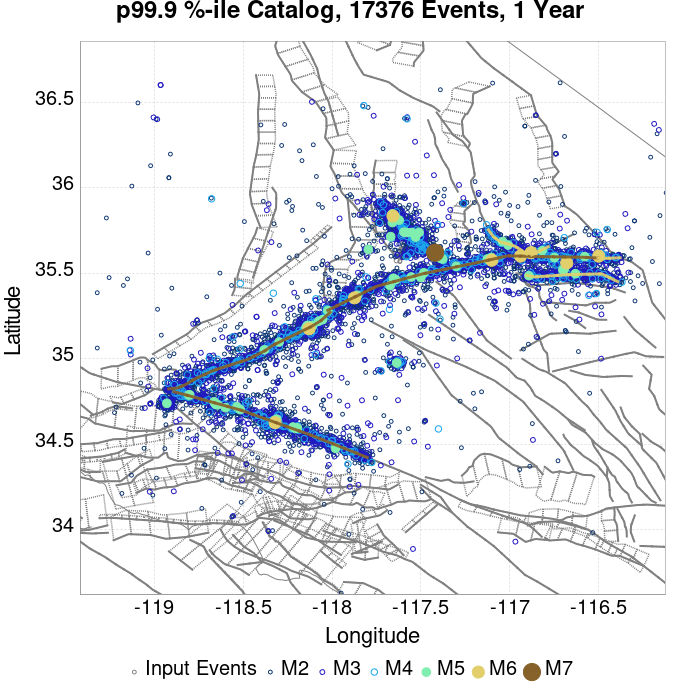 p99.9 %-ile Catalog, 17376 Events, 1 Year
36.5
36
35.5
35
34.5
34
Latitude
-119 -118.5 -118 -117.5 -117 -116.5
Longitude
Input Events M2 M3 M4 M5 M6 M7